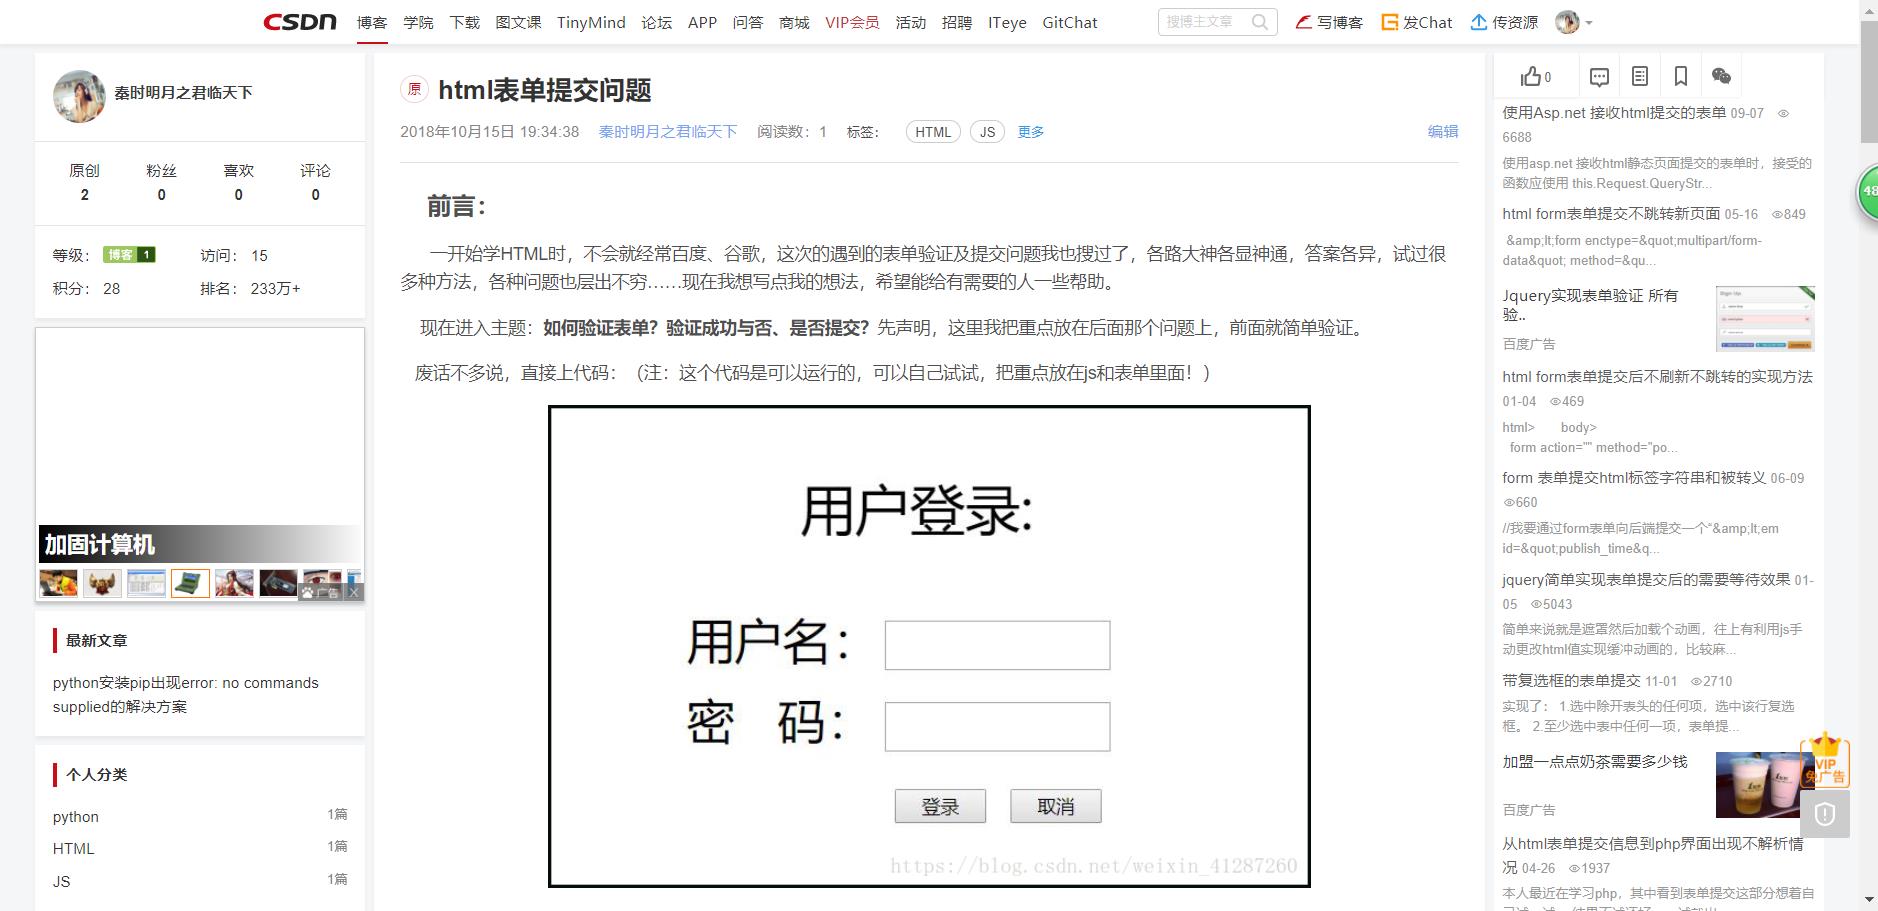 CSDN 博客 学院 下载 图文课 TinyMind 论坛 APP 问答 商城 VIP会员 活动 招聘 ITeye GitChat 搜博主文章 写博客 发Chat 传资源
秦时明月之君临天下
原创 粉丝 喜欢 评论
2 0 0 0
等级： 博客 1 访问： 15
积分： 28 排名： 233万+
加固计算机
广告 X
最新文章
python安装pip出现error: no commands
supplied的解决方案
个人分类
python 1篇
HTML 1篇
JS 1篇
原 html表单提交问题
2018年10月15日 19:34:38 秦时明月之君临天下 阅读数：1 标签： HTML JS 更多 编辑
前言：
一开始学HTML时，不会就经常百度、谷歌，这次的遇到的表单验证及提交问题我也搜过了，各路大神各显神通，答案各异，试过很
多种方法，各种问题也层出不穷……现在我想写点我的想法，希望能给有需要的人一些帮助。
现在进入主题：如何验证表单？验证成功与否、是否提交？先声明，这里我把重点放在后面那个问题上，前面就简单验证。
废话不多说，直接上代码：（注：这个代码是可以运行的，可以自己试试，把重点放在js和表单里面！）
用户登录:
用户名：
密 码：
登录 取消
https://blog.csdn.net/weixin_41287260
0
使用Asp.net 接收html提交的表单 09-07
6688
使用asp.net 接收html静态页面提交的表单时，接受的
函数应使用 this.Request.QueryStr...
html form表单提交不跳转新页面 05-16 849
&amp;lt;form enctype=&quot;multipart/form-
data&quot; method=&qu...
Jquery实现表单验证 所有
验..
百度广告
html form表单提交后不刷新不跳转的实现方法
01-04 469
html> body>
form action="" method="po...
form 表单提交html标签字符串和被转义 06-09
660
//我要通过form表单向后端提交一个“&amp;lt;em
id=&quot;publish_time&q...
jquery简单实现表单提交后的需要等待效果 01-
05 5043
简单来说就是遮罩然后加载个动画，往上有利用js手
动更改html值实现缓冲动画的，比较麻...
带复选框的表单提交 11-01 2710
实现了： 1.选中除开表头的任何项，选中该行复选
框。 2.至少选中表中任何一项，表单提...
加盟一点点奶茶需要多少钱
百度广告
从html表单提交信息到php界面出现不解析情
况 04-26 1937
本人最近在学习php，其中看到表单提交这部分想着自
48
VIP
免广告